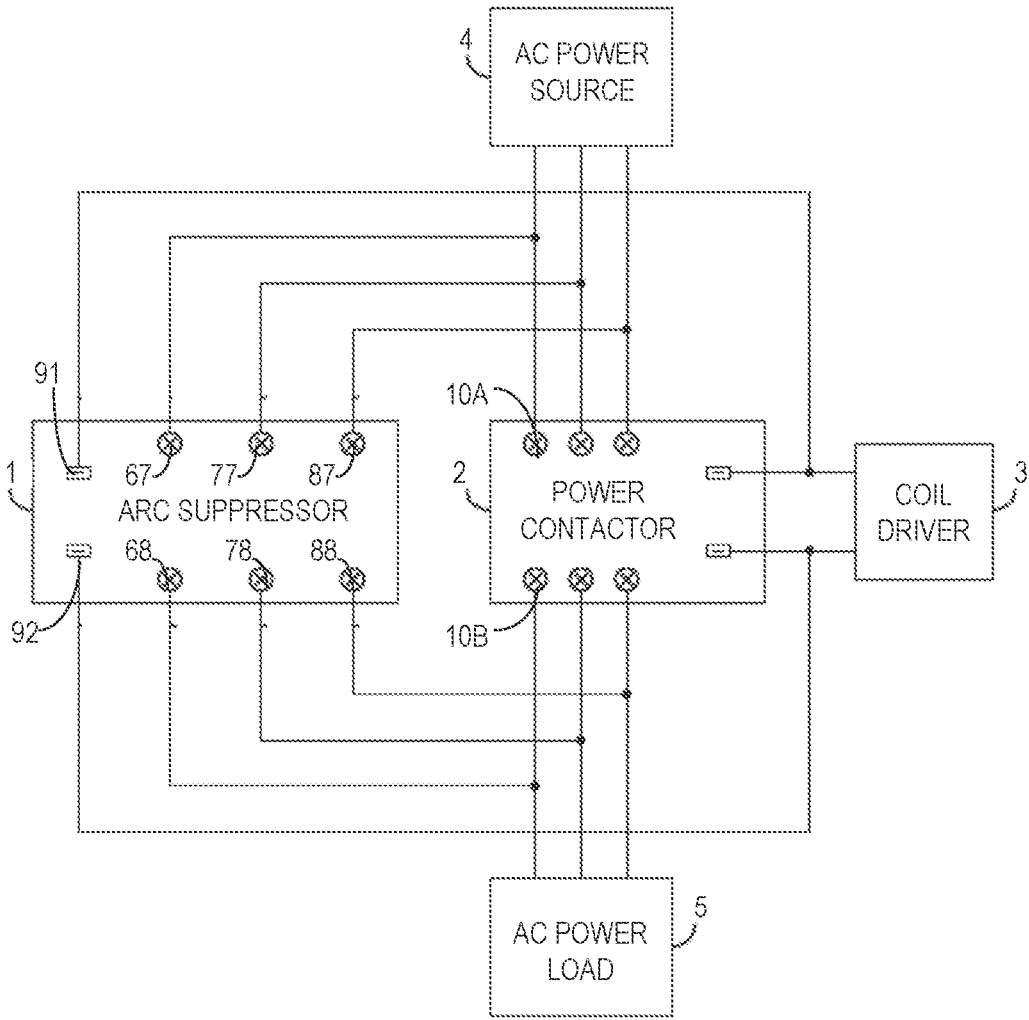 4
AC POWER
SOURCE
91
10A
67
77
87
1
2
3
ARC SUPPRESSOR
POWER
CONTACTOR
COIL
DRIVER
68
78
88
92
10B
5
AC POWER
LOAD